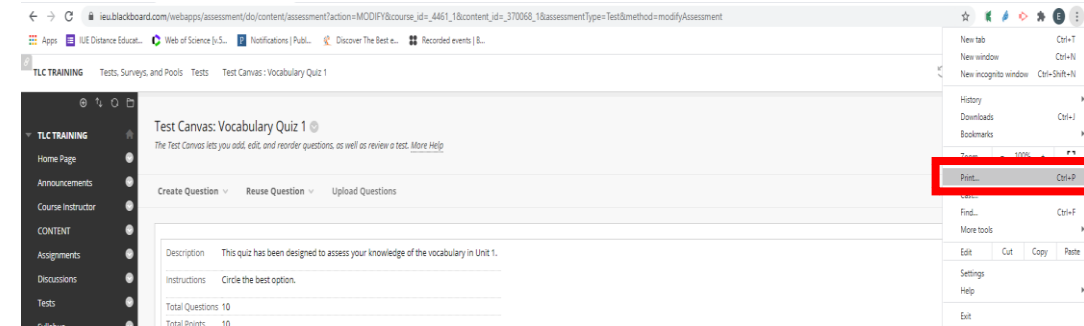 ieu.blackboard.com/webapps/assessment/do/content/assessment?action=MODIFY&course_id=_4461_1&content_id=_370068_1&assessmentType=Test&method=modifyAssessment
E
Apps IUE Distance Educat... Web of Science [v.5... Notifications | Publ... Discover The Best e... Recorded events | B...
TLC TRAINING Tests, Surveys, and Pools Tests Test Canvas : Vocabulary Quiz 1
TLC TRAINING
Home Page
Announcements
Course Instructor
CONTENT
Assignments
Discussions
Tests
Test Canvas: Vocabulary Quiz 1
The Test Canvas lets you add, edit, and reorder questions, as well as review a test. More Help
Create Question Reuse Question Upload Questions
Description This quiz has been designed to assess your knowledge of the vocabulary in Unit 1.
Instructions Circle the best option.
Total Questions 10
Total Points 10
New tab Ctrl+T
New window Ctrl+N
New incognito window Ctrl+Shift+N
History
Downloads Ctrl+J
Bookmarks
Zoom - 100% +
Print... Ctrl+P
Cast...
Find... Ctrl+F
More tools
Edit Cut Copy Paste
Settings
Help
Exit